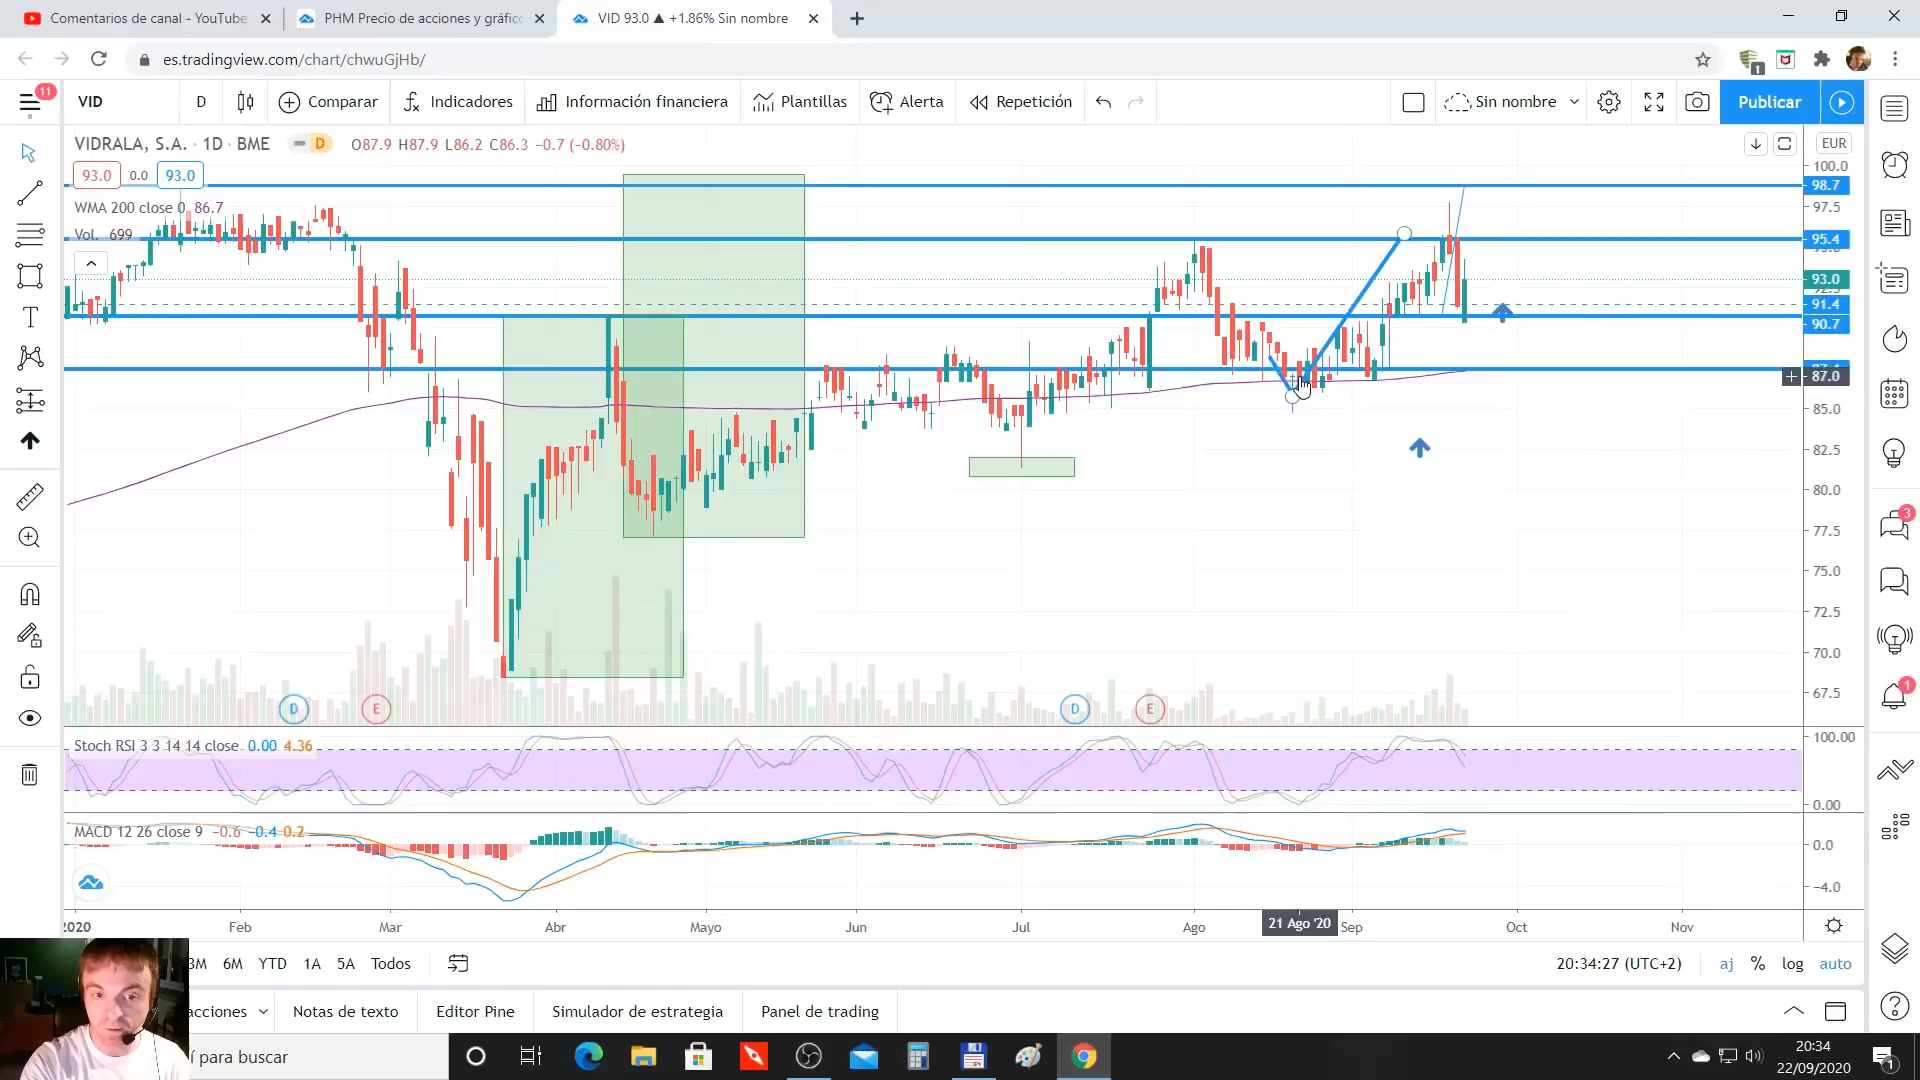 Comentarios de canal - YouTube
PHM Precio de acciones y gráfico
VID 93.0 ▲ +1.86% Sin nombre
es.tradingview.com/chart/chwuGjHb/
1
11
VID
D
Comparar
Indicadores
Información financiera
Plantillas
Alerta
Repetición
Sin nombre
Publicar
VIDRALA, S.A. · 1D · BME
D
O87.9 H87.9 L86.2 C86.3 −0.7 (−0.80%)
EUR
93.0 0.0 93.0
WMA 200 close 0 86.7
Vol. 699
100.0
98.7
97.5
95.4
93.0
91.4
90.7
87.0
85.0
82.5
80.0
77.5
75.0
72.5
70.0
67.5
D
E
D
E
Stoch RSI 3 3 14 14 close 0.00 4.36
100.00
0.00
MACD 12 26 close 9 −0.6 −0.4 0.2
0.0
−4.0
2020
Feb
Mar
Abr
Mayo
Jun
Jul
Ago
21 Ago '20
Sep
Oct
Nov
3M
6M
YTD
1A
5A
Todos
20:34:27 (UTC+2)
aj
%
log
auto
acciones
Notas de texto
Editor Pine
Simulador de estrategia
Panel de trading
3
1
í para buscar
20:34
22/09/2020
1